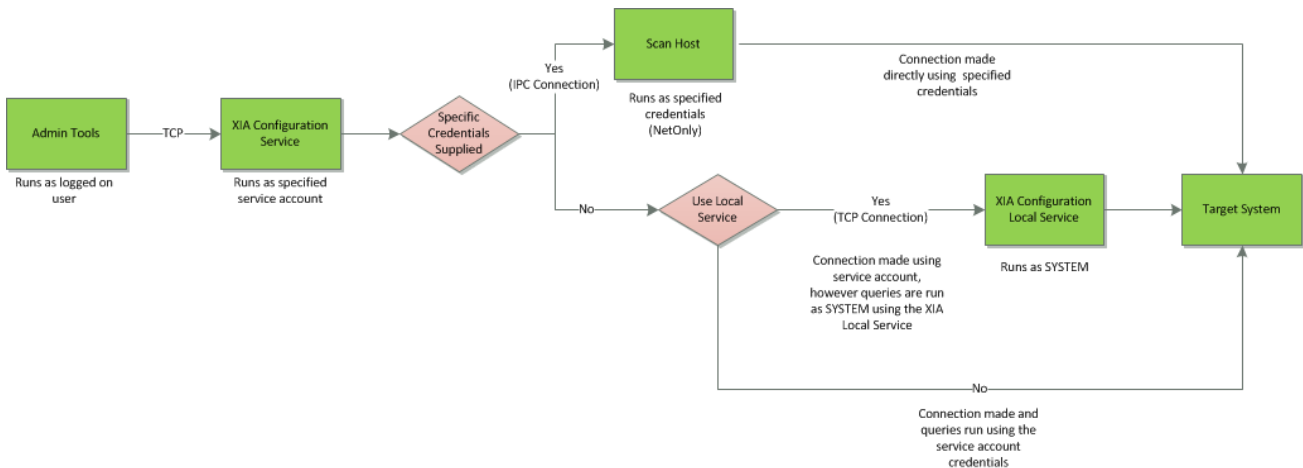 Admin Tools
Runs as logged on
user
TCP
XIA Configuration
Service
Runs as specified
service account
Specific
Credentials
Supplied
Yes
(IPC Connection)
Scan Host
Runs as specified
credentials
(NetOnly)
Connection made
directly using specified
credentials
No
Use Local
Service
Yes
(TCP Connection)
Connection made using
service account,
however queries are run
as SYSTEM using the XIA
Local Service
XIA Configuration
Local Service
Runs as SYSTEM
Target System
No
Connection made and
queries run using the
service account
credentials